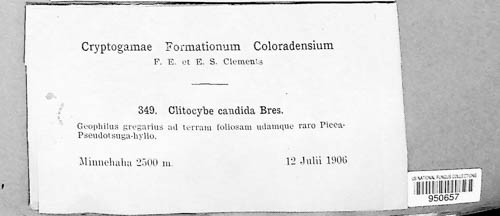 Cryptogamae Formationum Coloradensium
F. E. et E. S. Clements
349. Clitocybe candida Bres.
Geophilus gregarius ad terram foliosam udamque raro Picea-
Pseudotsuga-hylio.
Minnehaha 2500 m. 12 Julii 1906
US NATIONAL FUNGUS COLLECTIONS
950657